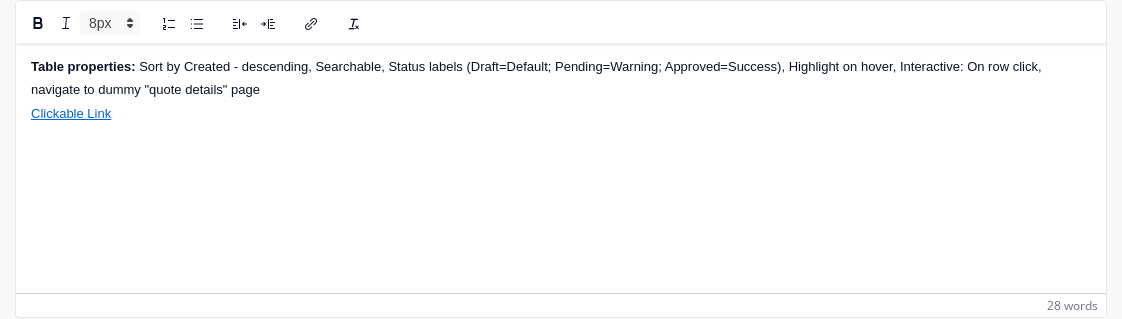 B I 8px
Table properties: Sort by Created - descending, Searchable, Status labels (Draft=Default; Pending=Warning; Approved=Success), Highlight on hover, Interactive: On row click,
navigate to dummy "quote details" page
Clickable Link
28 words